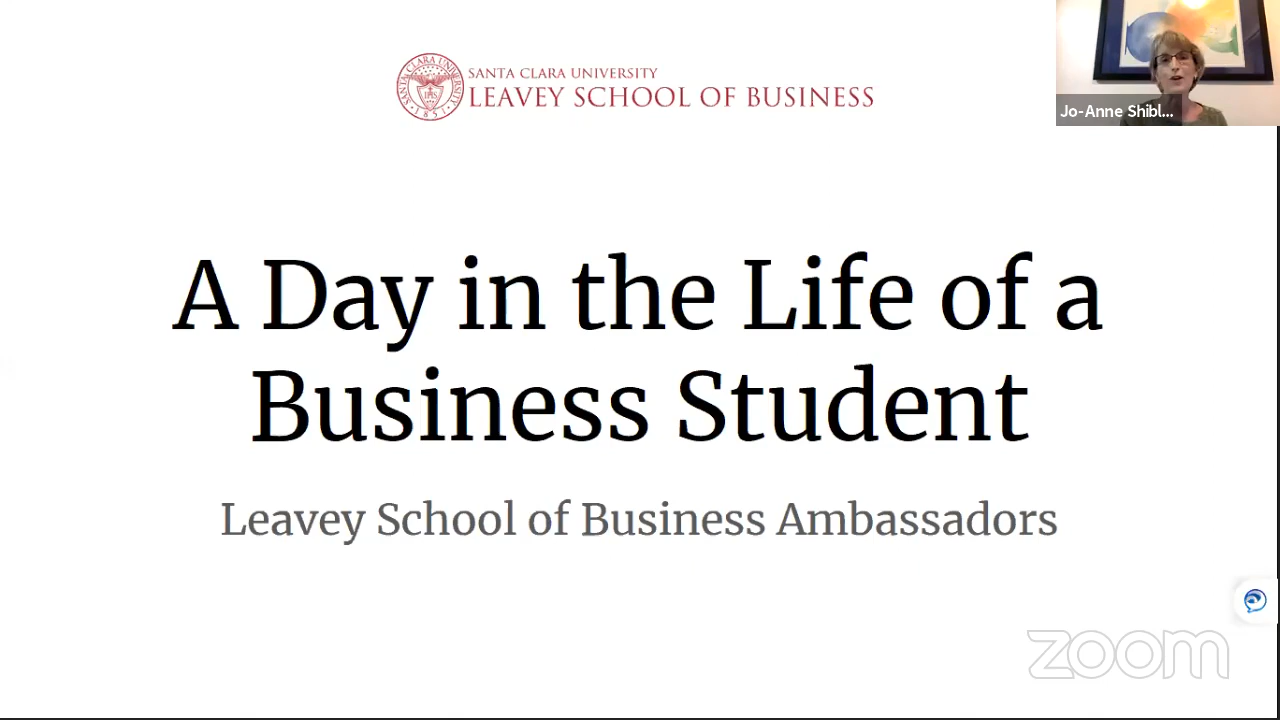 SANTA CLARA UNIVERSITY
LEAVEY SCHOOL OF BUSINESS
Jo-Anne Shibl...
A Day in the Life of a
Business Student
Leavey School of Business Ambassadors
zoom